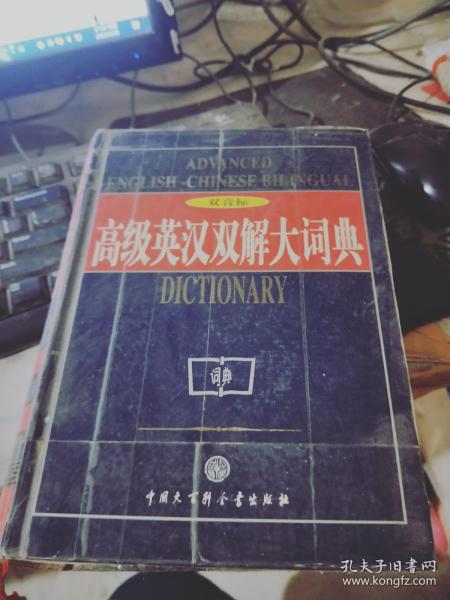 ADVANCED
ENGLISH-CHINESE BILINGUAL
双音标
高级英汉双解大词典
DICTIONARY
词典
中国大百科全书出版社
孔夫子旧书网
www.kongfz.com